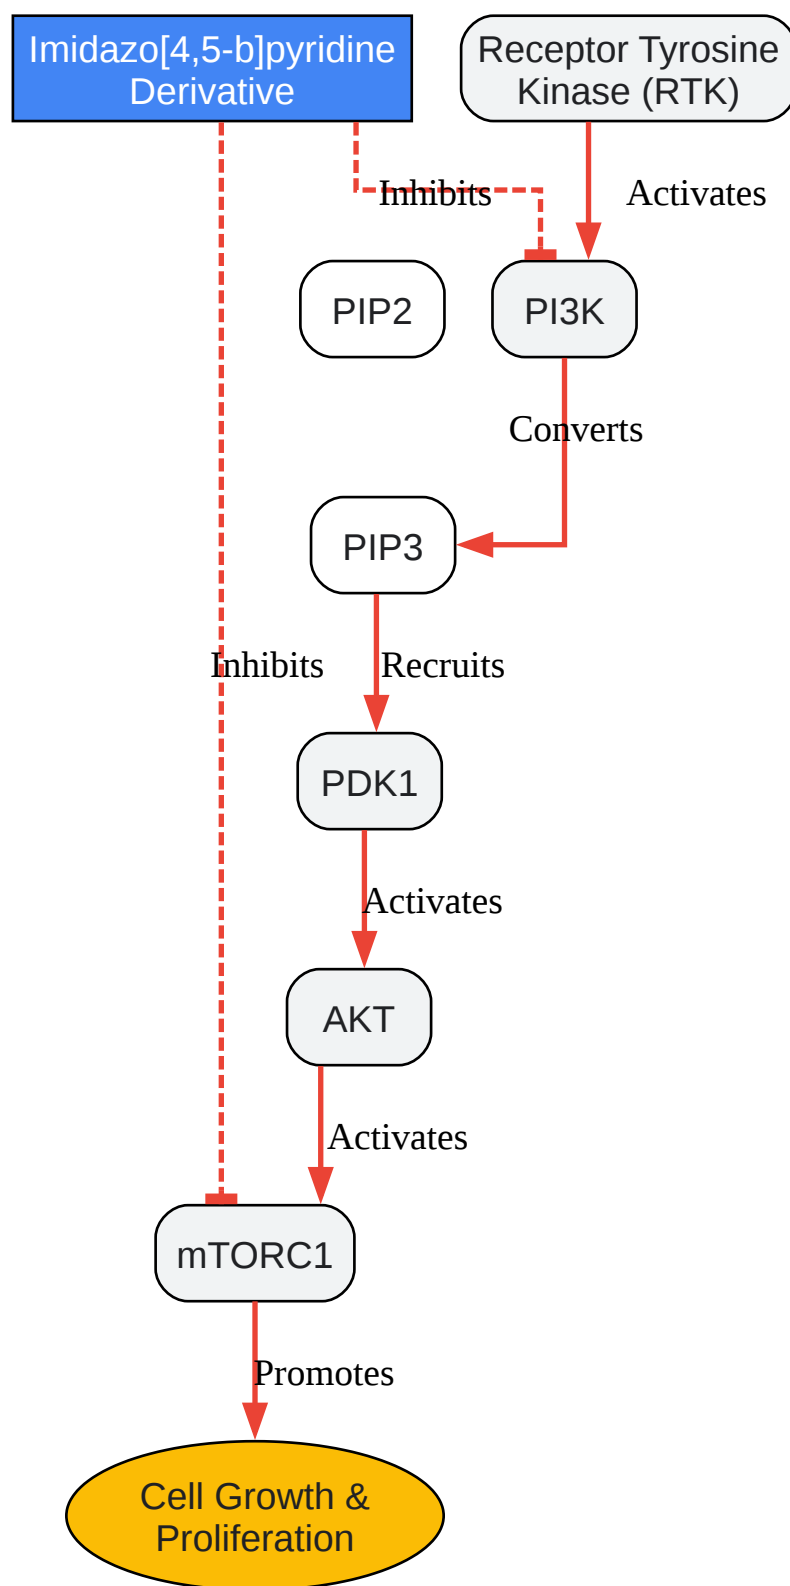 Imidazo[4,5-b]pyridine
Derivative
Receptor Tyrosine
Kinase (RTK)
Inhibits
Activates
PIP2
PI3K
Converts
PIP3
Inhibits
Recruits
PDK1
Activates
AKT
Activates
mTORC1
Promotes
Cell Growth &
Proliferation